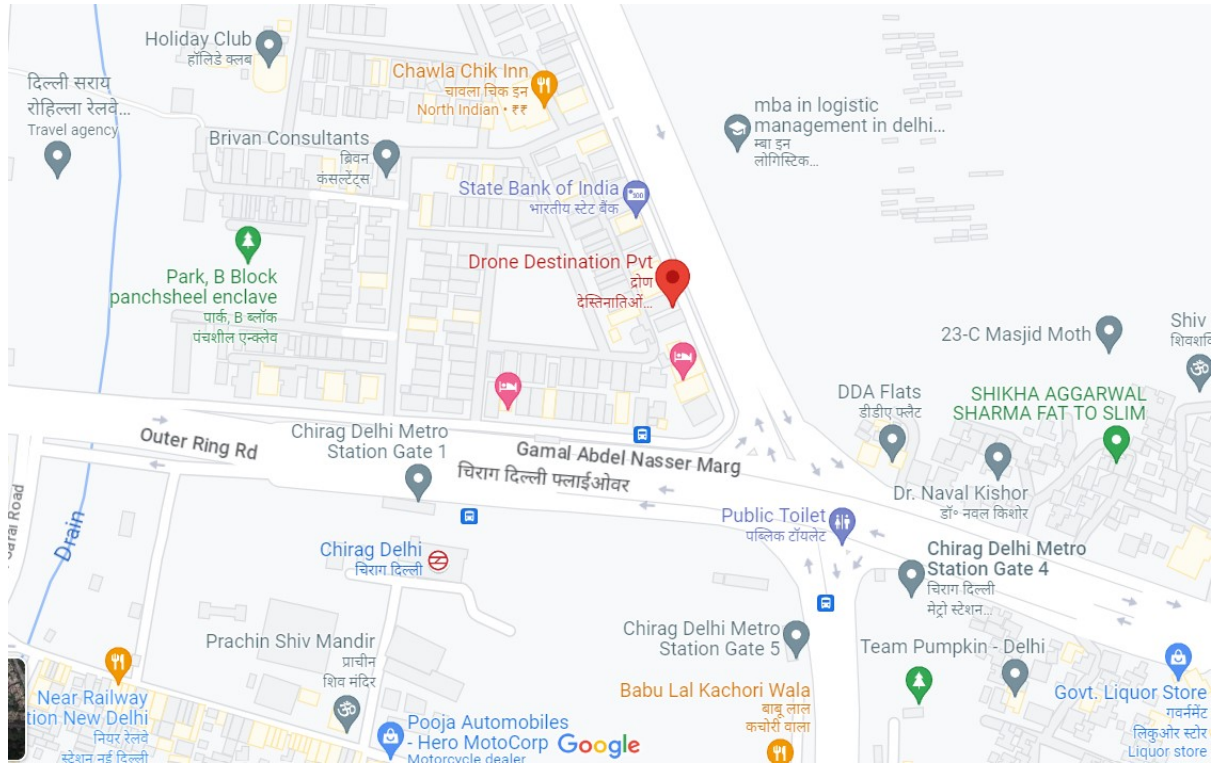 Holiday Club
हॉलिडे क्लब
दिल्ली सराय
रोहिल्ला रेलवे...
Travel agency
Chawla Chik Inn
चावला चिक इन
North Indian • ₹₹
Brivan Consultants
ब्रिवन
कंसल्टेंट्स
mba in logistic
management in delhi...
म्बा इन
लोगिस्टिक...
State Bank of India
भारतीय स्टेट बैंक
Drone Destination Pvt
द्रोण
देस्तिनातिओं...
Park, B Block
panchsheel enclave
पार्क, B ब्लॉक
पंचशील एन्क्लेव
23-C Masjid Moth
Shiv
DDA Flats
डीडीए फ्लैट
SHIKHA AGGARWAL
SHARMA FAT TO SLIM
Outer Ring Rd
Chirag Delhi Metro
Station Gate 1
Gamal Abdel Nasser Marg
चिराग दिल्ली फ्लाईओवर
Dr. Naval Kishor
डॉ॰ नवल किशोर
Public Toilet
पब्लिक टॉयलेट
Drain
Chirag Delhi
चिराग दिल्ली
Chirag Delhi Metro
Station Gate 4
चिराग दिल्ली
मेट्रो स्टेशन...
Prachin Shiv Mandir
प्राचीन
शिव मंदिर
Chirag Delhi Metro
Station Gate 5
Team Pumpkin - Delhi
Near Railway
tion New Delhi
नियर रेलवे
स्टेशन नई दिल्ली
Babu Lal Kachori Wala
बाबू लाल
कचोरी वाला
Govt. Liquor Store
गवर्नमेंट
लिकुओर स्टोर
Liquor store
Pooja Automobiles
- Hero MotoCorp
Motorcycle dealer
Google